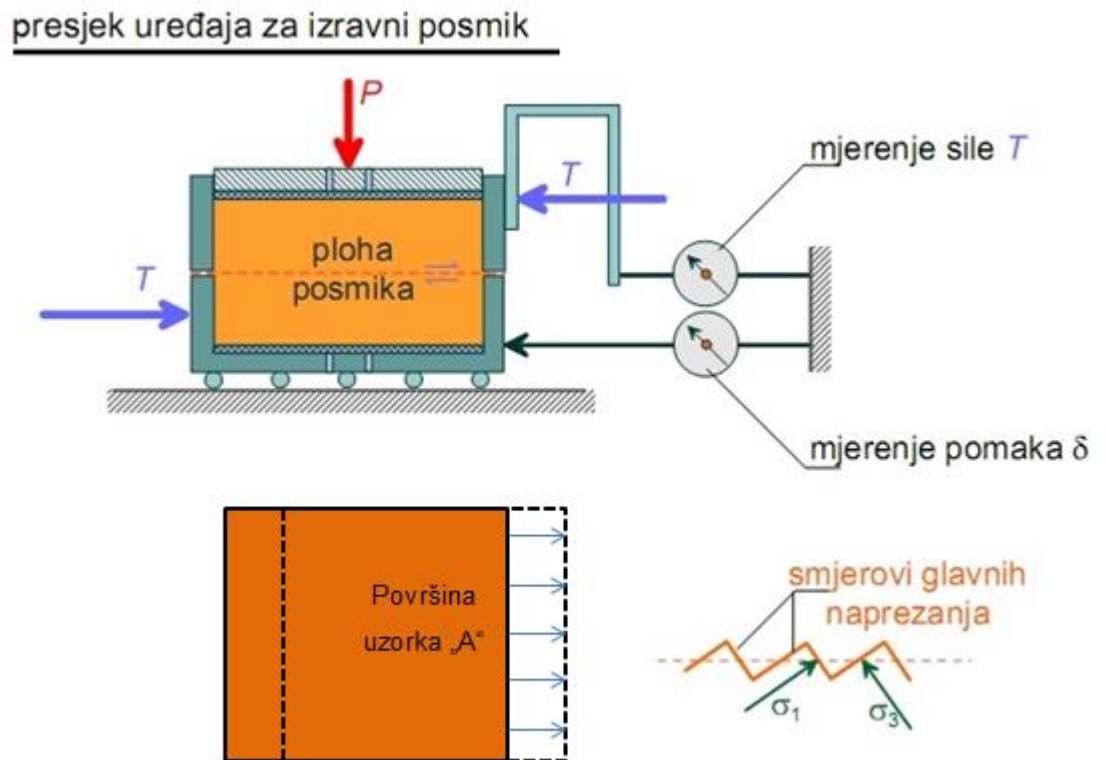 presjek uređaja za izravni posmik
P
mjerenje sile T
T
ploha
posmika
T
mjerenje pomaka δ
Površina
uzorka „A“
smjerovi glavnih
naprezanja
σ1
σ3